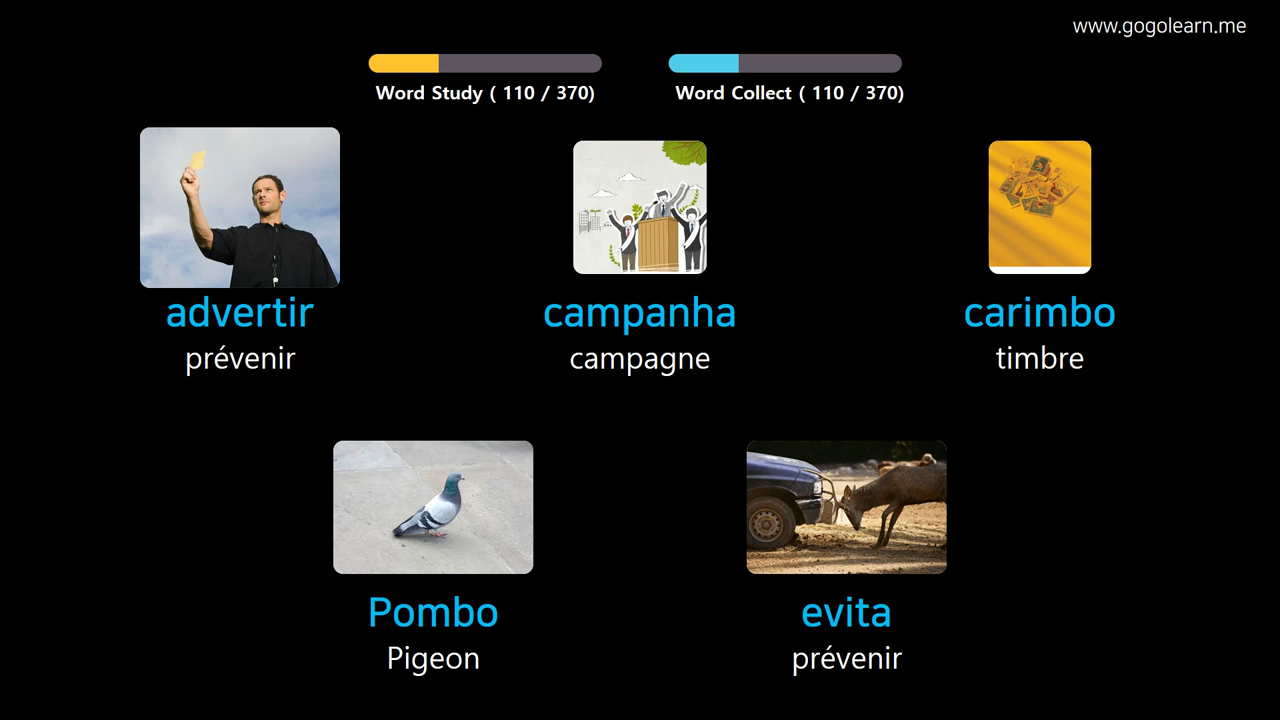 www.gogolearn.me
Word Study ( 110 / 370)
Word Collect ( 110 / 370)
advertir
prévenir
campanha
campagne
carimbo
timbre
Pombo
Pigeon
evita
prévenir